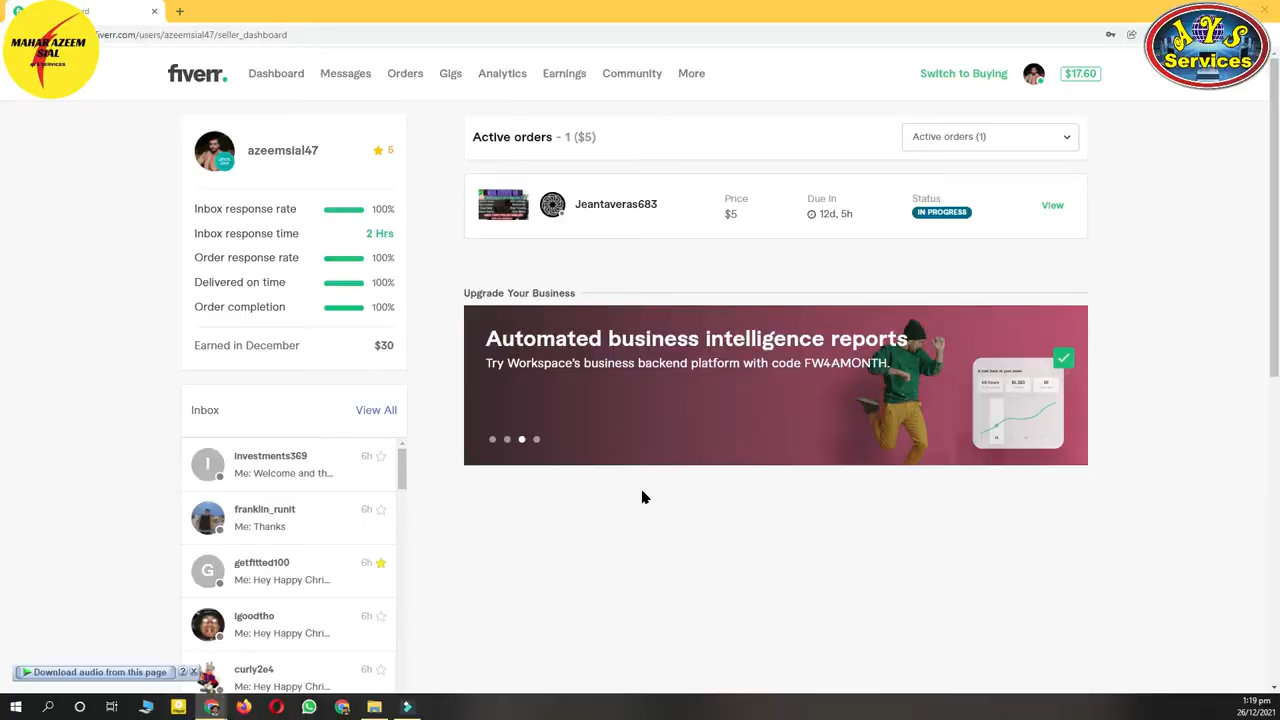 MAHAR AZEEM
SIAL
AYS SERVICES
fiverr.com/users/azeemsial47/seller_dashboard
AYS
Services
fiverr.
Dashboard Messages Orders Gigs Analytics Earnings Community More Switch to Buying $17.60
azeemsial47 5
LEVEL
ONE
Inbox response rate 100%
Inbox response time 2 Hrs
Order response rate 100%
Delivered on time 100%
Order completion 100%
Earned in December $30
Inbox View All
investments369 6h
Me: Welcome and th...
franklin_runit 6h
Me: Thanks
G
getfitted100 6h
Me: Hey Happy Chri...
igoodtho 6h
Me: Hey Happy Chri...
curly2e4 6h
Me: Hey Happy Chri...
Active orders - 1 ($5) Active orders (1)
Jeantaveras683
Price
$5
Due In
12d, 5h
Status
IN PROGRESS
View
Upgrade Your Business
Automated business intelligence reports
Try Workspace's business backend platform with code FW4AMONTH.
Download audio from this page ? X
1:19 pm
26/12/2021